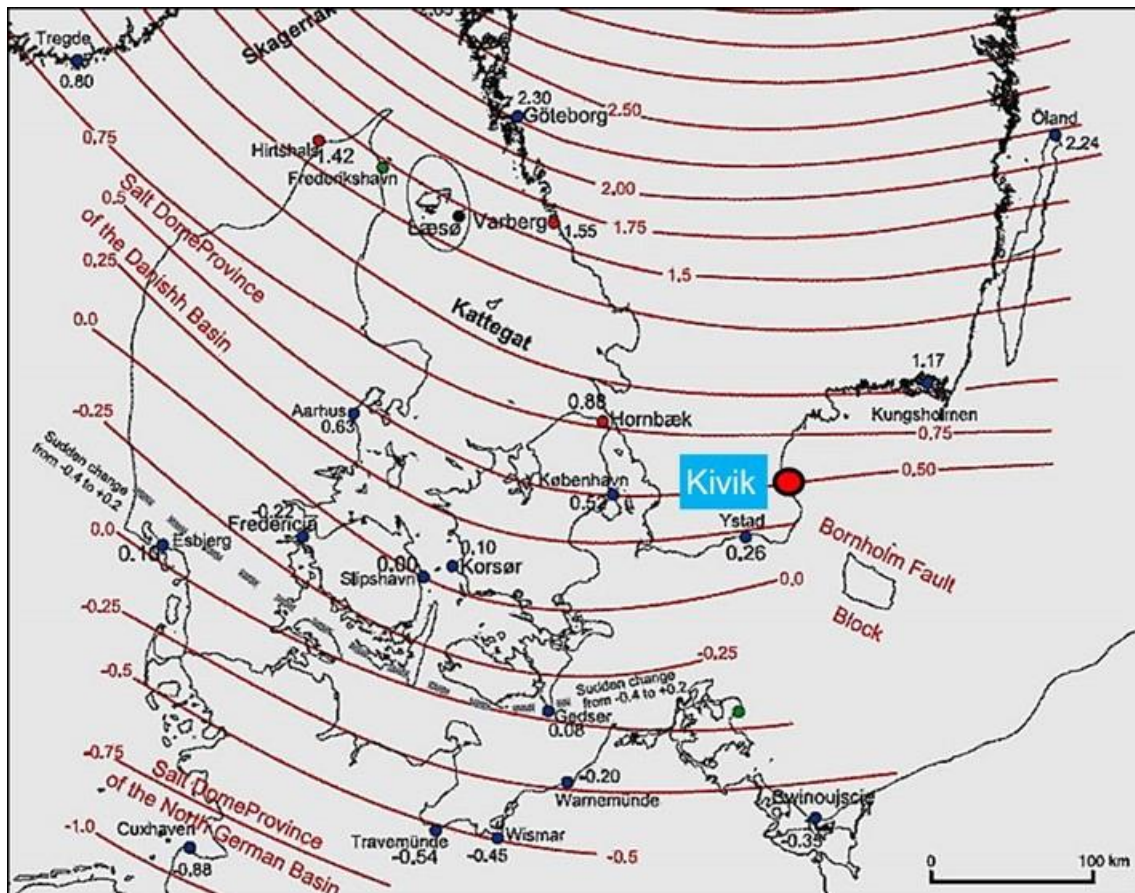 Tregde
0.80
Skagerrak
2.30
Göteborg
2.50
Öland
2.24
0.75
Hirtshals
1.42
Frederikshavn
2.00
Salt DomeProvince
of the Danishh Basin
0.5
Læsø
Varberg
1.55
1.75
0.25
1.5
0.0
Kattegat
1.17
Kungsholmen
-0.25
Aarhus
0.63
0.88
Hornbæk
0.75
Sudden change
from -0.4 to +0.2
København
0.52
Kivik
0.50
Ystad
0.26
-0.22
Fredericia
0.0
Esbjerg
0.10
0.00
Slipshavn
0.10
Korsør
0.0
Bornholm Fault
Block
-0.25
-0.25
-0.5
Sudden change
from -0.4 to +0.2
Gedser
0.08
-0.75
Salt DomeProvince
of the North German Basin
-0.20
Warnemünde
Swinoujscie
-0.35
-1.0
Cuxhaven
-0.88
Travemünde
-0.54
Wismar
-0.45
-0.5
0
100 km